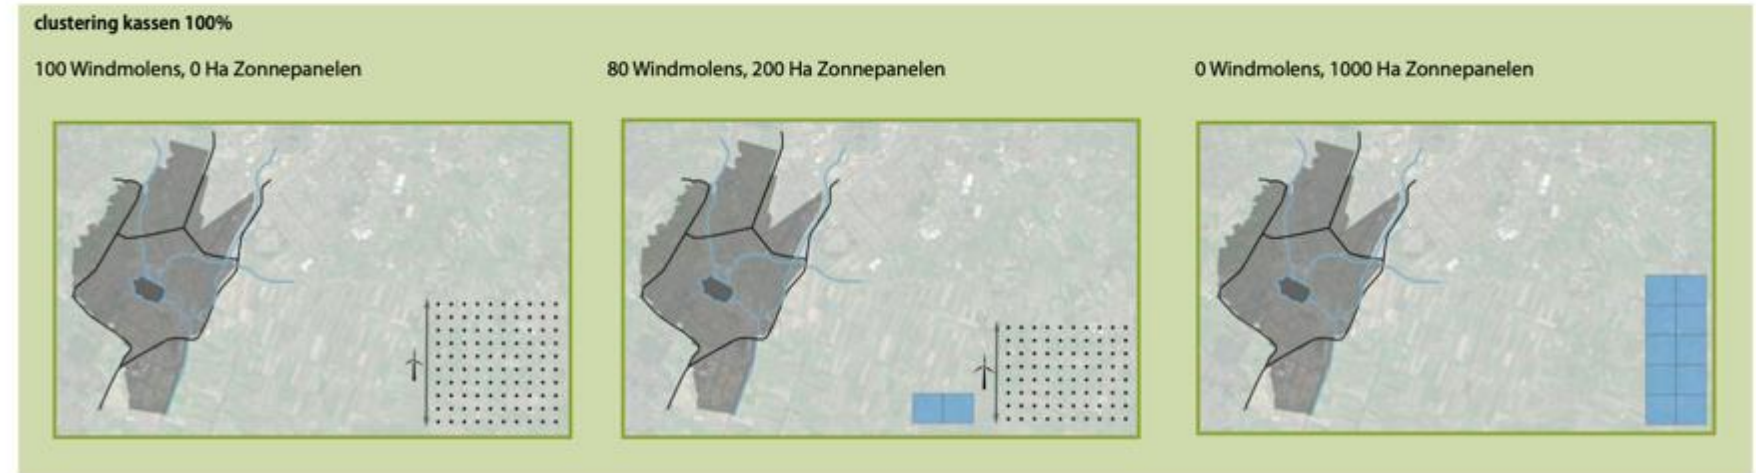 clustering kassen 100%
100 Windmolens, 0 Ha Zonnepanelen
80 Windmolens, 200 Ha Zonnepanelen
0 Windmolens, 1000 Ha Zonnepanelen